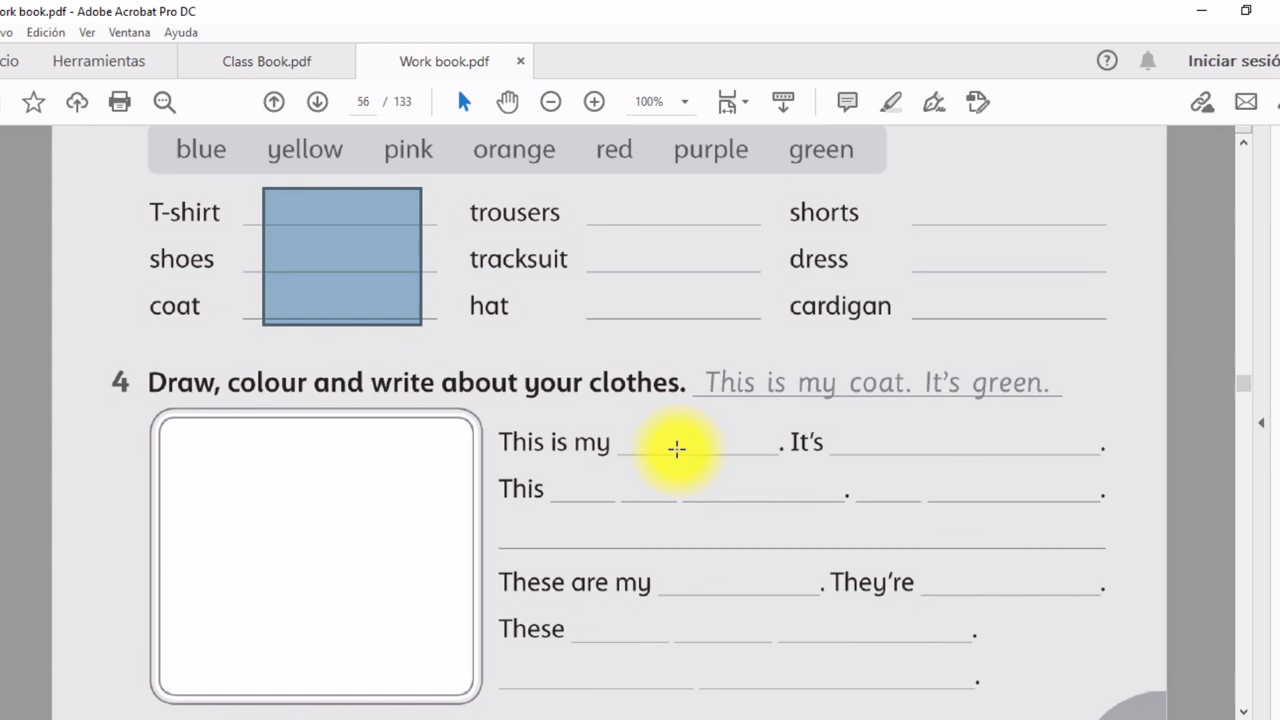 ork book.pdf - Adobe Acrobat Pro DC
vo Edición Ver Ventana Ayuda
cio Herramientas Class Book.pdf Work book.pdf × Iniciar sesió
56 / 133 100%
blue yellow pink orange red purple green
T-shirt trousers shorts
shoes tracksuit dress
coat hat cardigan
4 Draw, colour and write about your clothes. This is my coat. It's green.
This is my . It's .
This . .
These are my . They're .
These .
.